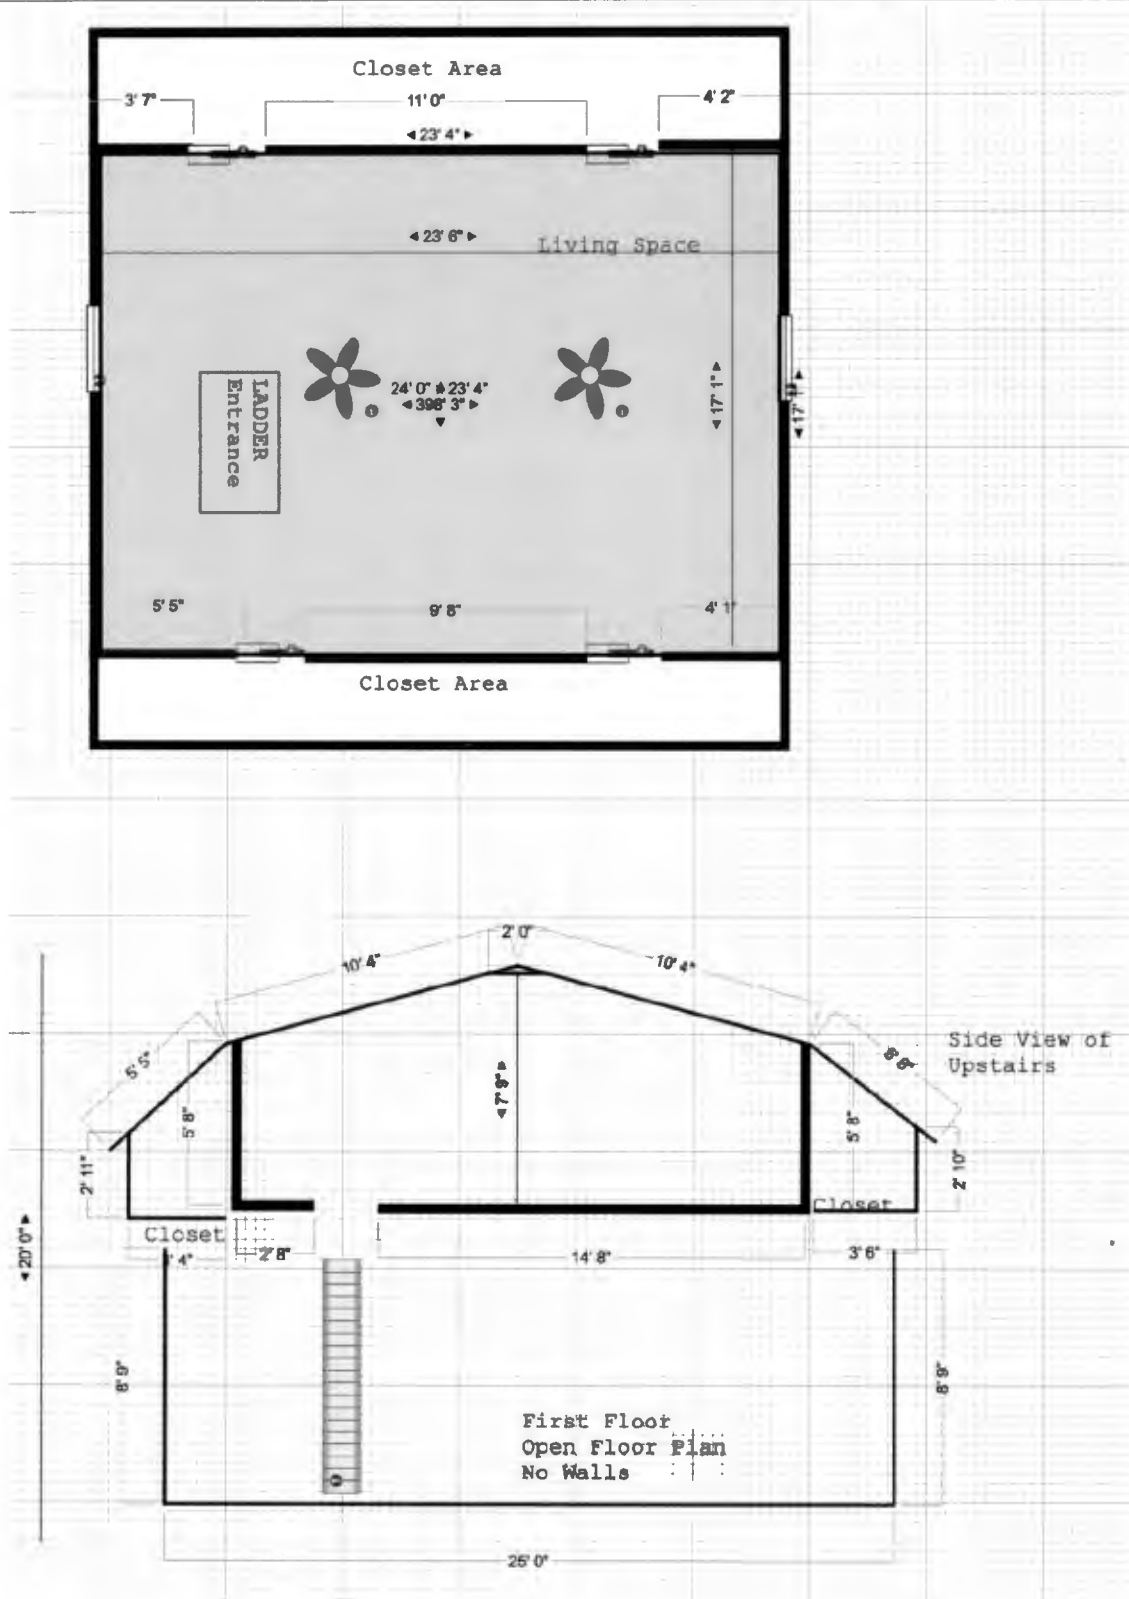 Closet Area
3' 7"
11' 0"
4' 2"
23' 4"
23' 6"
Living Space
LADDER
Entrance
24' 0"
23' 4"
398' 3"
17' 1"
17' 1"
5' 5"
9' 8"
4' 1"
Closet Area
2' 0"
10' 4"
10' 4"
5' 5"
Side View of
Upstairs
5' 8"
7' 9"
5' 8"
2' 11"
2' 10"
Closet
Closet
2' 8"
14' 8"
3' 6"
20' 0"
8' 9"
8' 9"
First Floor
Open Floor Plan
No Walls
25' 0"